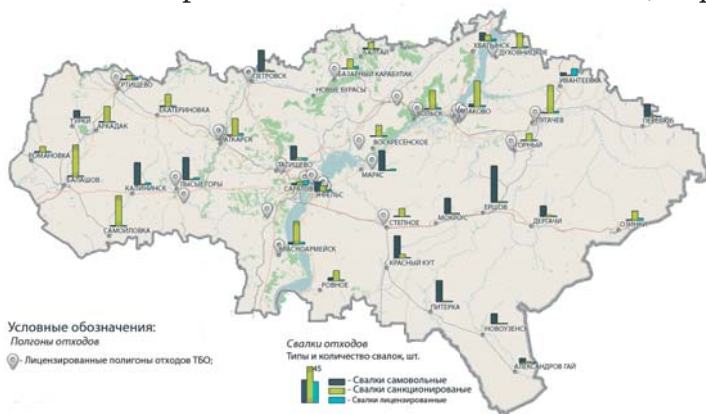 ХВАЛЫНСК
ДУХОВНИЦКОЕ
БАЛТАЙ
ПЕТРОВСК
БАЗАРНЫЙ КАРАБУЛАК
ИВАНТЕЕВКА
РТИЩЕВО
НОВЫЕ БУРАСЫ
ЕКАТЕРИНОВКА
ВОЛЬСК
БАЛАКОВО
ПУГАЧЕВ
ПЕРЕЛЮБ
ТУРКИ
АРКАДАК
АТКАРСК
ВОСКРЕСЕНСКОЕ
ГОРНЫЙ
РОМАНОВКА
ТАТИЩЕВО
МАРКС
БАЛАШОВ
КАЛИНИНСК
ЛЫСЫЕ ГОРЫ
САРАТОВ
ЭНГЕЛЬС
САМОЙЛОВКА
СТЕПНОЕ
МОКРОУС
ЕРШОВ
ДЕРГАЧИ
ОЗИНКИ
КРАСНОАРМЕЙСК
КРАСНЫЙ КУТ
РОВНОЕ
ПИТЕРКА
НОВОУЗЕНСК
АЛЕКСАНДРОВ ГАЙ
Условные обозначения:
Полигоны отходов
- Лицензированные полигоны отходов ТБО;
Свалки отходов
Типы и количество свалок, шт.
45
- Свалки самовольные
- Свалки санкционированые
- Свалки лицензированные